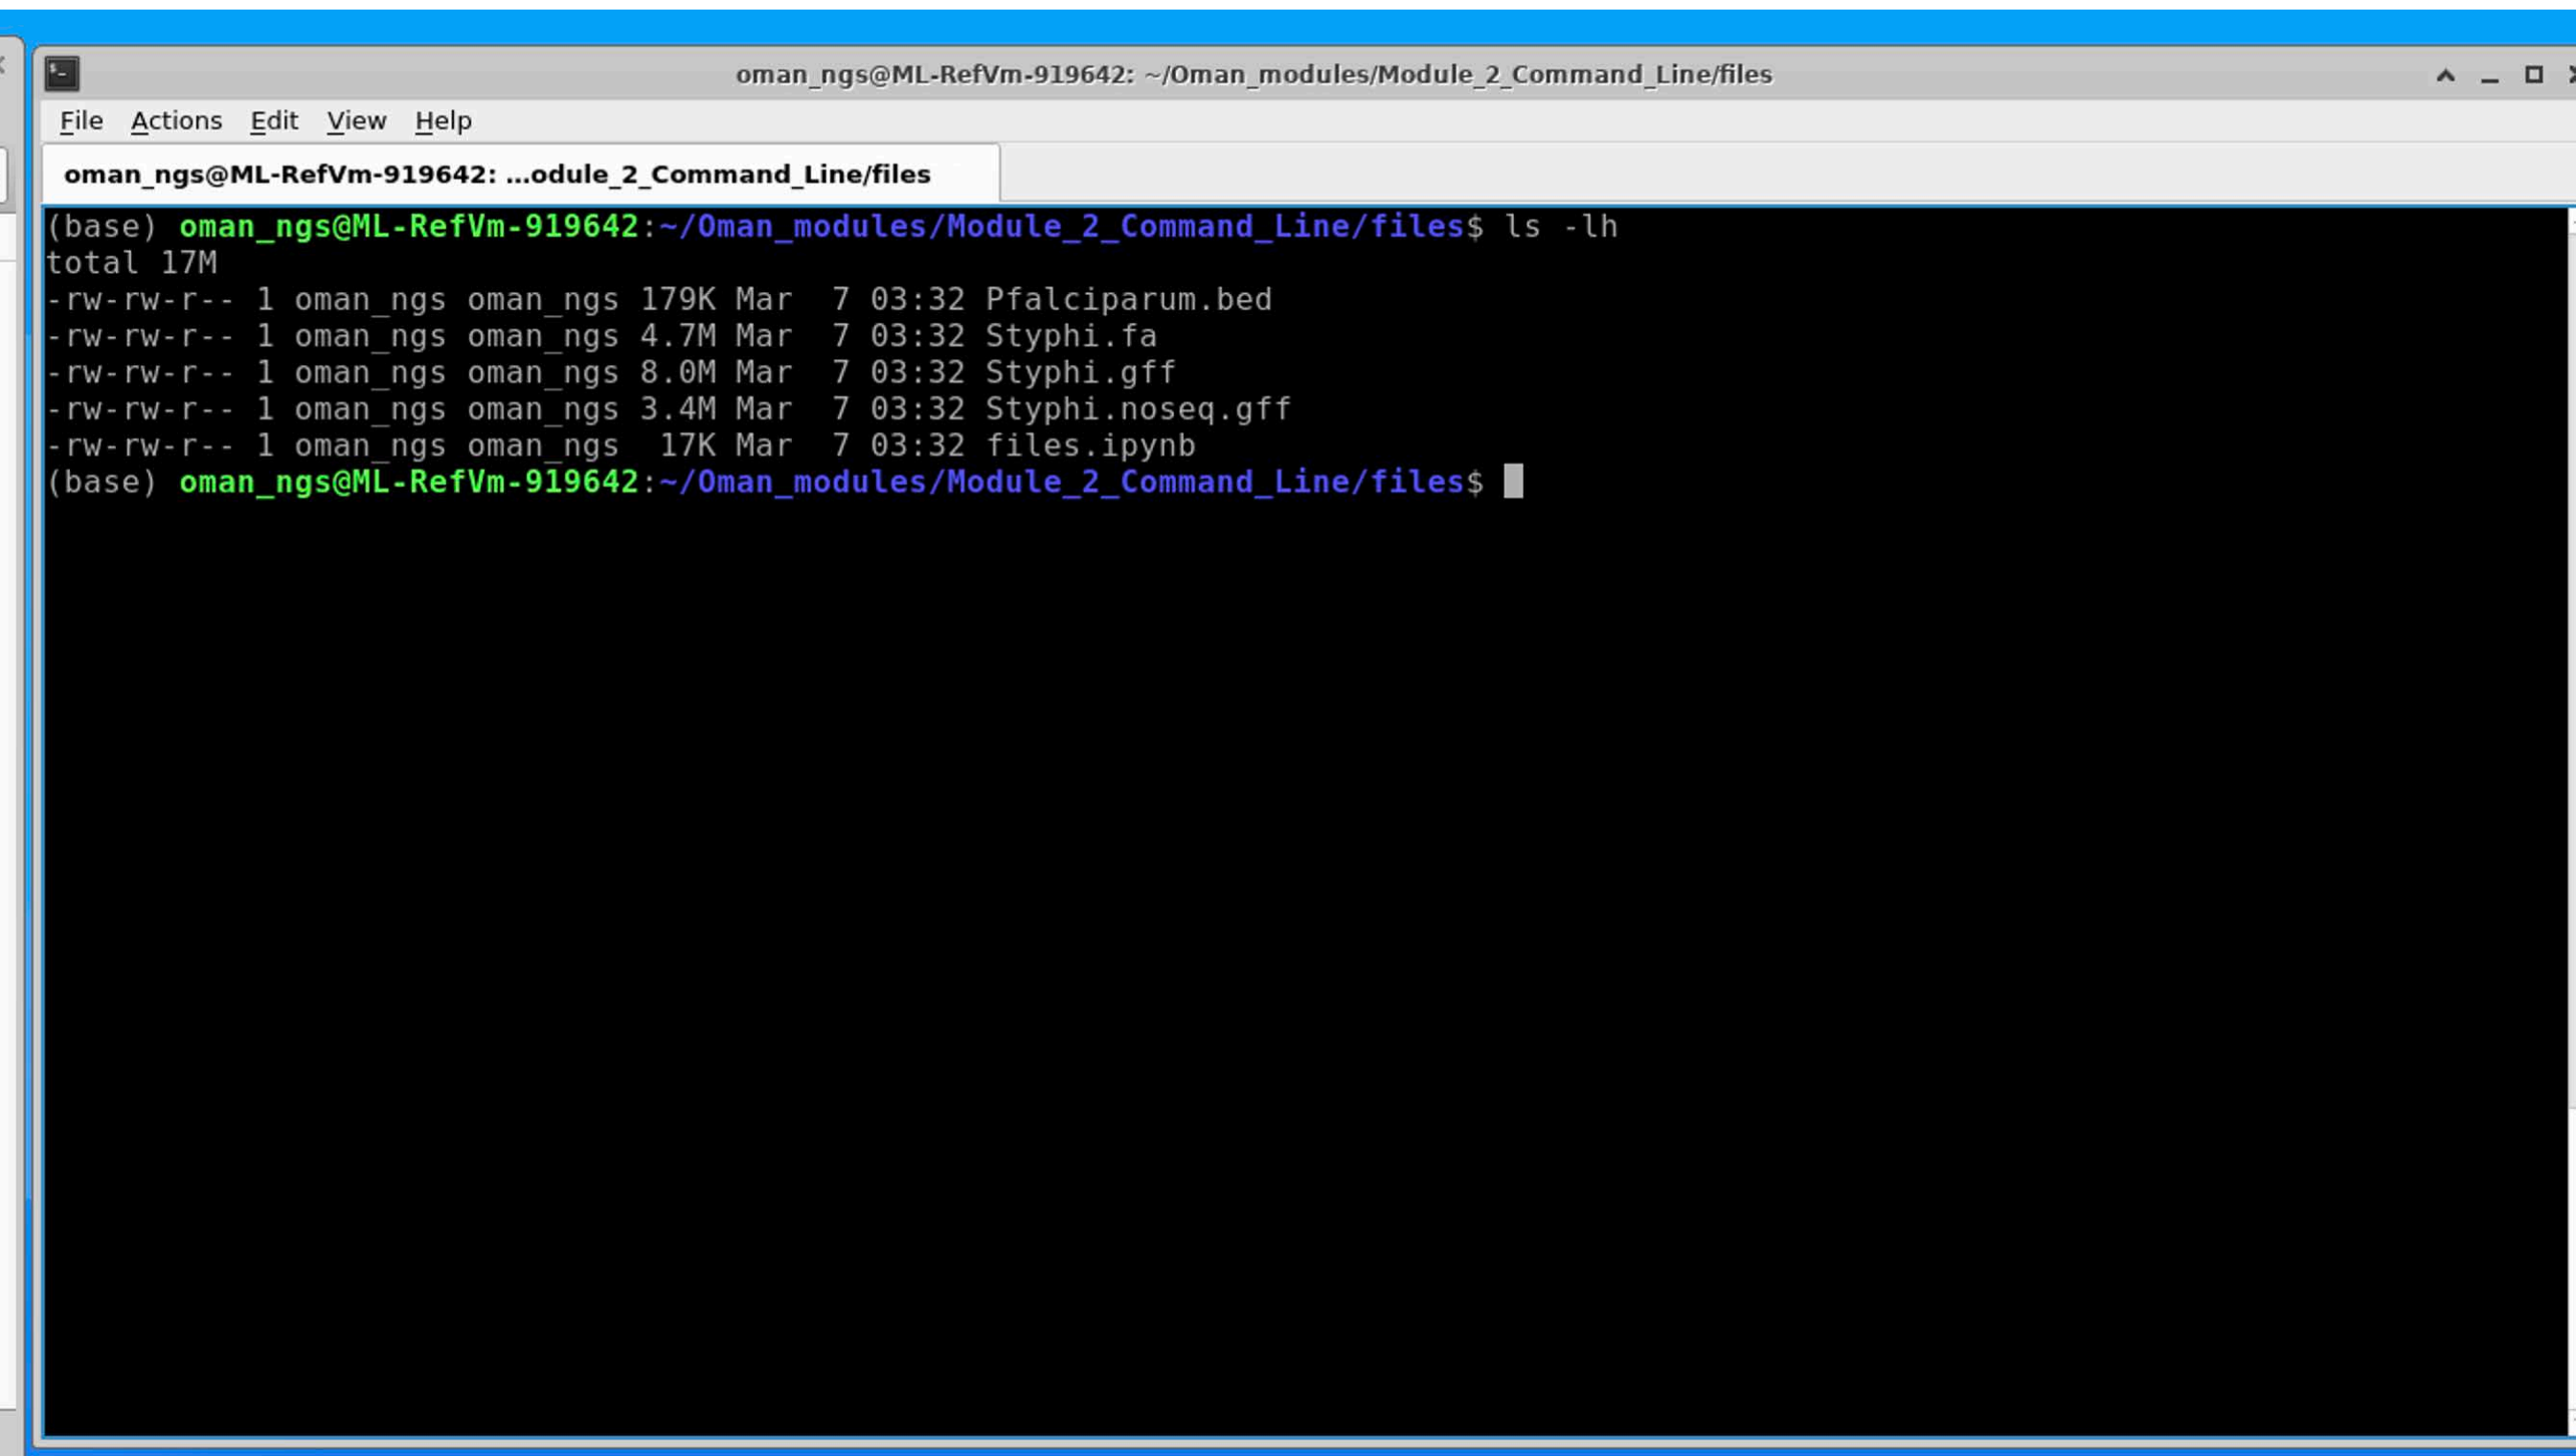 oman_ngs@ML-RefVm-919642: ~/Oman_modules/Module_2_Command_Line/files
File Actions Edit View Help
oman_ngs@ML-RefVm-919642: ...odule_2_Command_Line/files
(base) oman_ngs@ML-RefVm-919642:~/Oman_modules/Module_2_Command_Line/files$ ls -lh
total 17M
-rw-rw-r-- 1 oman_ngs oman_ngs 179K Mar  7 03:32 Pfalciparum.bed
-rw-rw-r-- 1 oman_ngs oman_ngs 4.7M Mar  7 03:32 Styphi.fa
-rw-rw-r-- 1 oman_ngs oman_ngs 8.0M Mar  7 03:32 Styphi.gff
-rw-rw-r-- 1 oman_ngs oman_ngs 3.4M Mar  7 03:32 Styphi.noseq.gff
-rw-rw-r-- 1 oman_ngs oman_ngs  17K Mar  7 03:32 files.ipynb
(base) oman_ngs@ML-RefVm-919642:~/Oman_modules/Module_2_Command_Line/files$